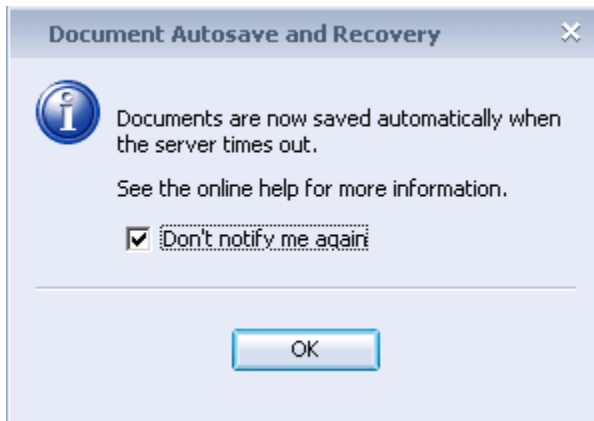 Document Autosave and Recovery
Documents are now saved automatically when
the server times out.
See the online help for more information.
Don't notify me again
OK